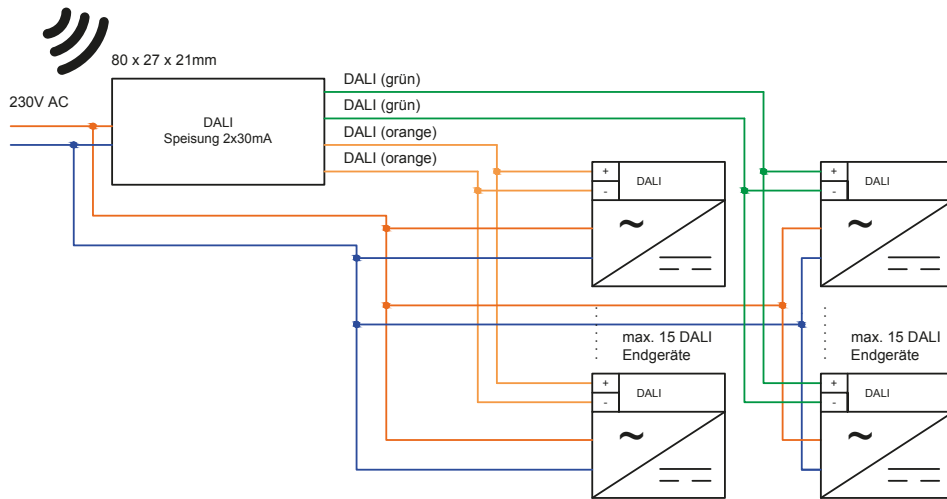 80 x 27 x 21mm
230V AC
DALI
Speisung 2x30mA
DALI (grün)
DALI (grün)
DALI (orange)
DALI (orange)
+
-
DALI
~
+
-
DALI
~
max. 15 DALI
Endgeräte
max. 15 DALI
Endgeräte
+
-
DALI
~
+
-
DALI
~